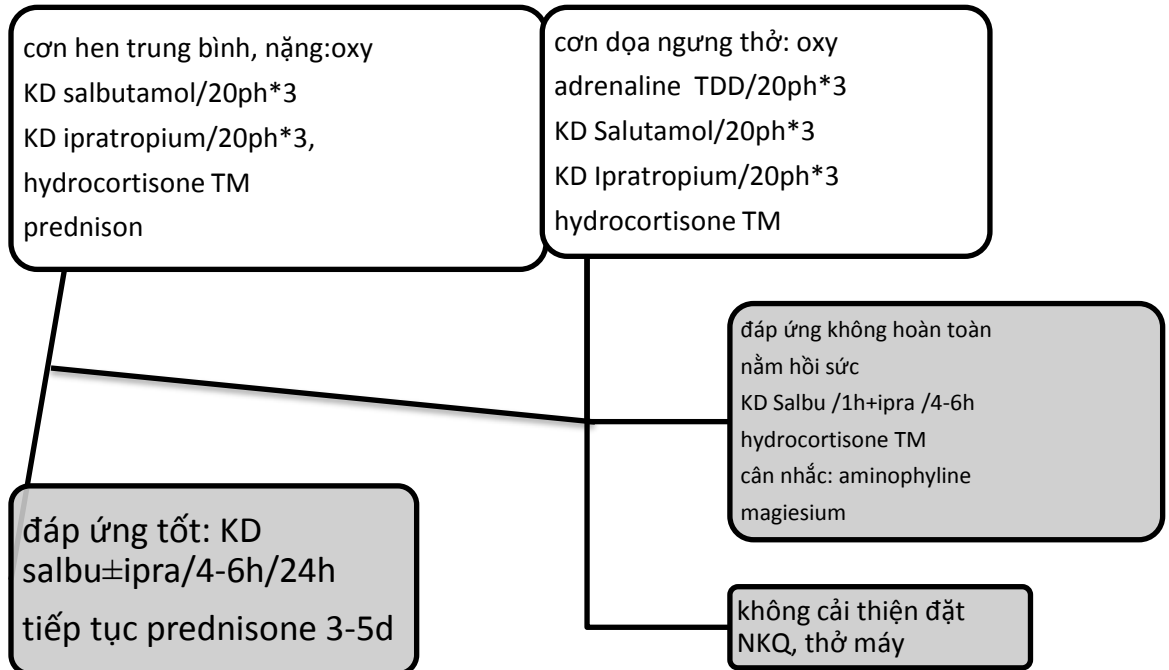 cơn hen trung bình, nặng:oxy
KD salbutamol/20ph*3
KD ipratropium/20ph*3,
hydrocortisone TM
prednison
cơn dọa ngưng thở: oxy
adrenaline TDD/20ph*3
KD Salutamol/20ph*3
KD Ipratropium/20ph*3
hydrocortisone TM
đáp ứng không hoàn toàn
nằm hồi sức
KD Salbu /1h+ipra /4-6h
hydrocortisone TM
cân nhắc: aminophyline
magiesium
đáp ứng tốt: KD
salbu±ipra/4-6h/24h
tiếp tục prednisone 3-5d
không cải thiện đặt
NKQ, thở máy